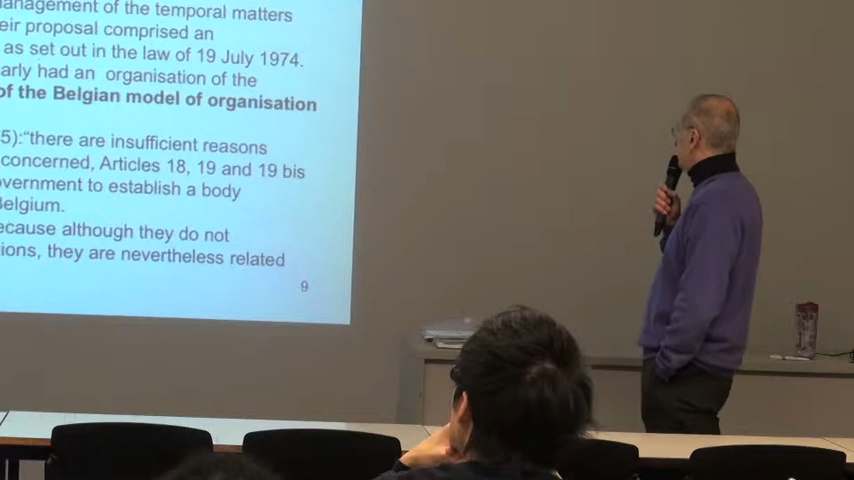 management of the temporal matters
eir proposal comprised an
as set out in the law of 19 July 1974.
arly had an organisation of the
of the Belgian model of organisation
5):"there are insufficient reasons
concerned, Articles 18, 19 and 19 bis
vernment to establish a body
Belgium.
ecause although they do not
ions, they are nevertheless related
9